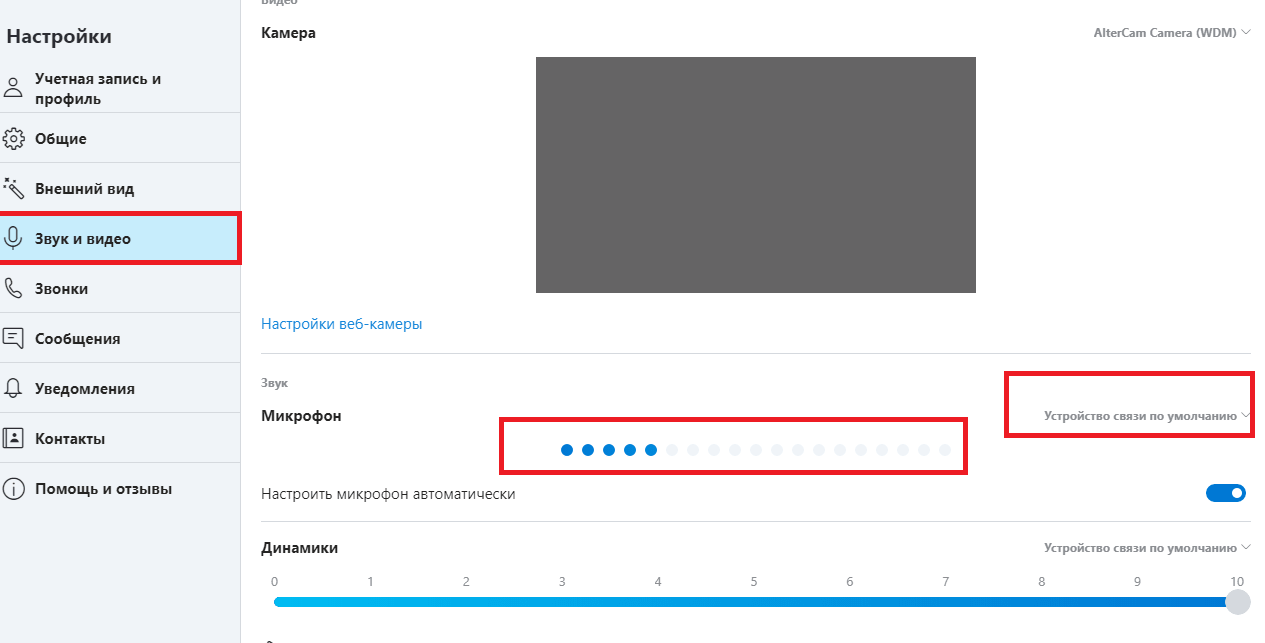 Настройки
Учетная запись и
профиль
Общие
Внешний вид
Звук и видео
Звонки
Сообщения
Уведомления
Контакты
Помощь и отзывы
Видео
Камера
AlterCam Camera (WDM)
Настройки веб-камеры
Звук
Микрофон
Устройство связи по умолчанию
Настроить микрофон автоматически
Динамики
Устройство связи по умолчанию
0 1 2 3 4 5 6 7 8 9 10